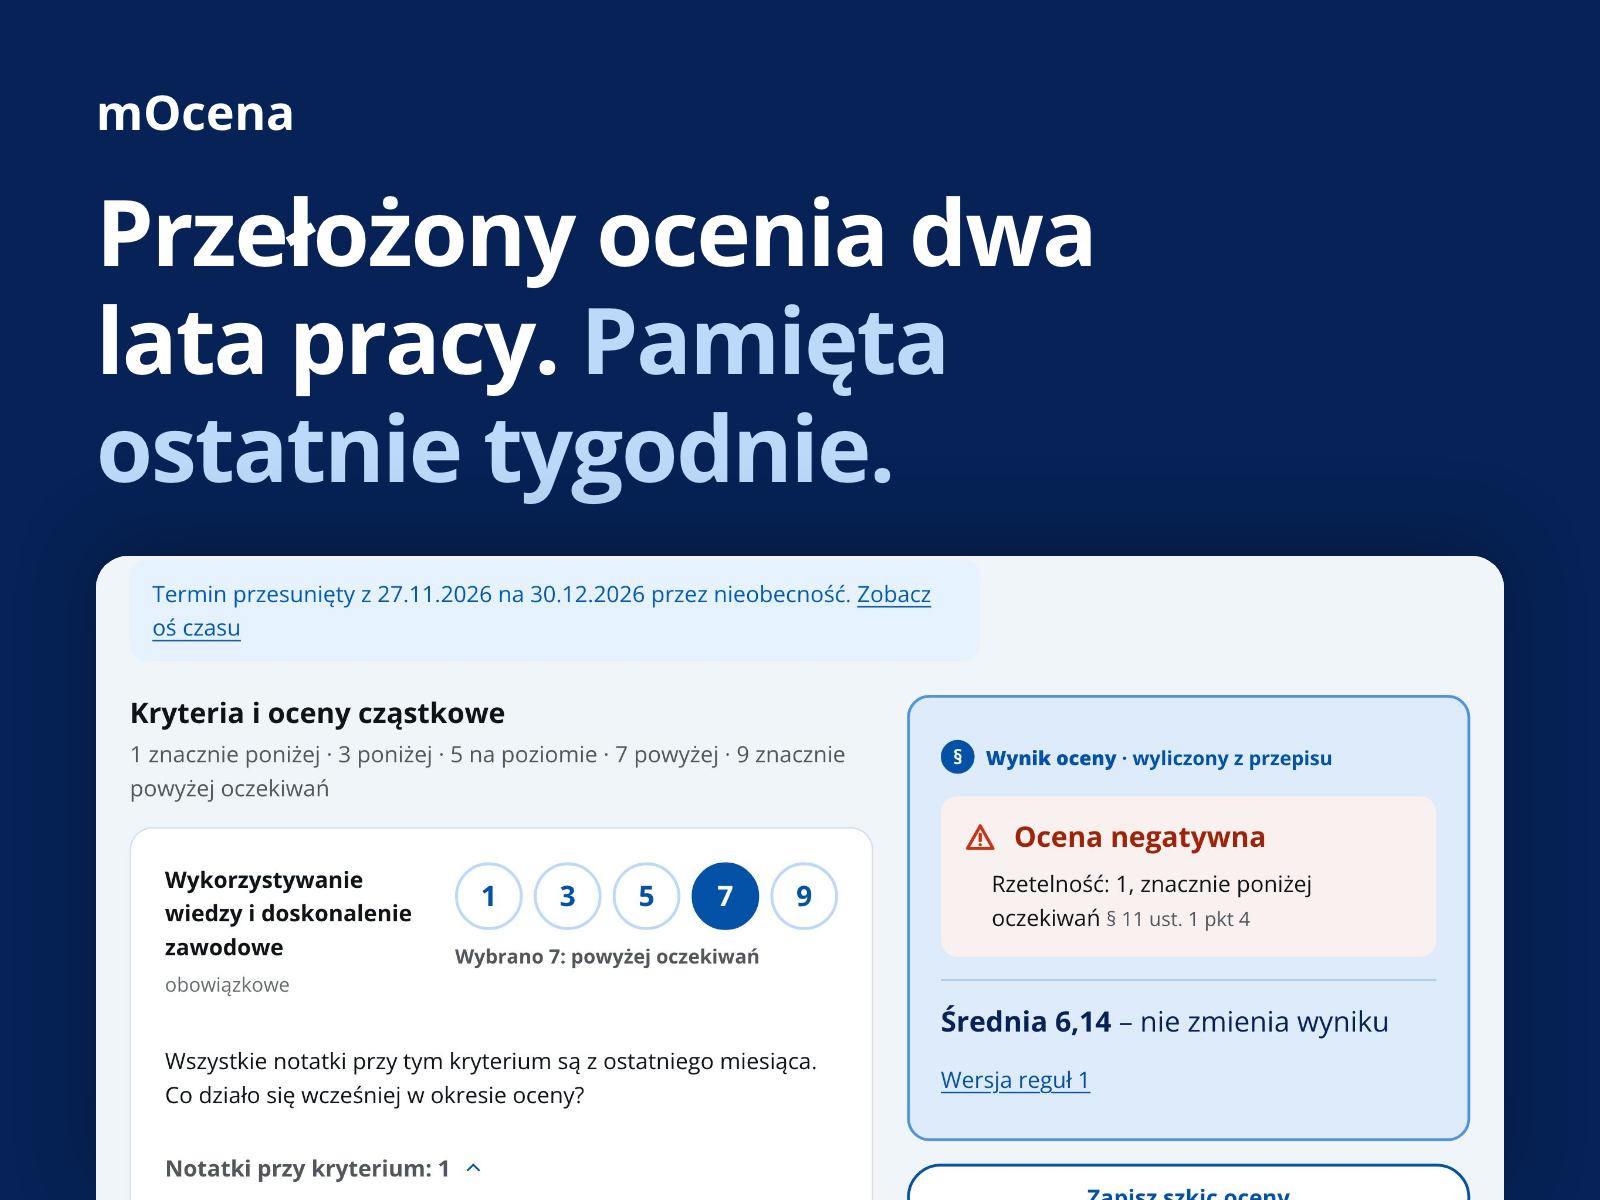 mOcena
Przełożony ocenia dwa
lata pracy. Pamięta
ostatnie tygodnie.
Termin przesunięty z 27.11.2026 na 30.12.2026 przez nieobecność. Zobacz
oś czasu
Kryteria i oceny cząstkowe
1 znacznie poniżej · 3 poniżej · 5 na poziomie · 7 powyżej · 9 znacznie
powyżej oczekiwań
Wykorzystywanie
wiedzy i doskonalenie
zawodowe
obowiązkowe
1 3 5 7 9
Wybrano 7: powyżej oczekiwań
Wszystkie notatki przy tym kryterium są z ostatniego miesiąca.
Co działo się wcześniej w okresie oceny?
Notatki przy kryterium: 1
§ Wynik oceny · wyliczony z przepisu
Ocena negatywna
Rzetelność: 1, znacznie poniżej
oczekiwań § 11 ust. 1 pkt 4
Średnia 6,14 – nie zmienia wyniku
Wersja reguł 1
Zapisz szkic oceny